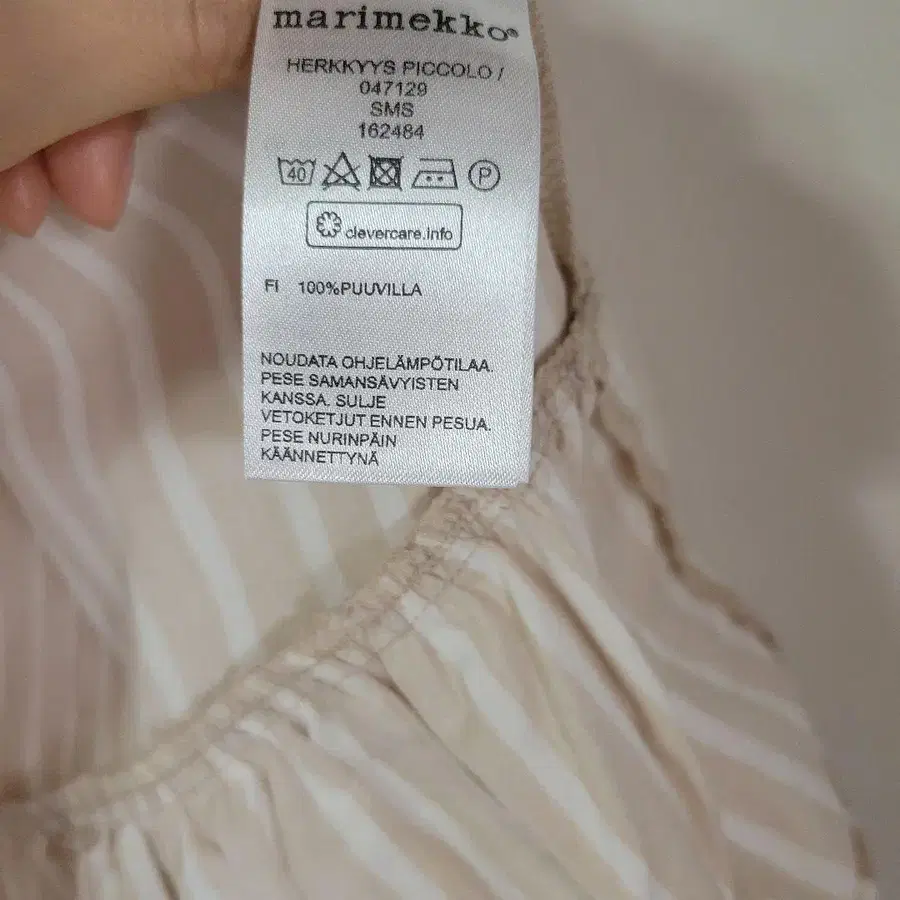 marimekko®
HERKKYYS PICCOLO /
047129
SMS
162484
40 P
clevercare.info
FI 100%PUUVILLA
NOUDATA OHJELÄMPÖTILAA.
PESE SAMANSÄVYISTEN
KANSSA. SULJE
VETOKETJUT ENNEN PESUA.
PESE NURINPÄIN
KÄÄNNETTYNÄ